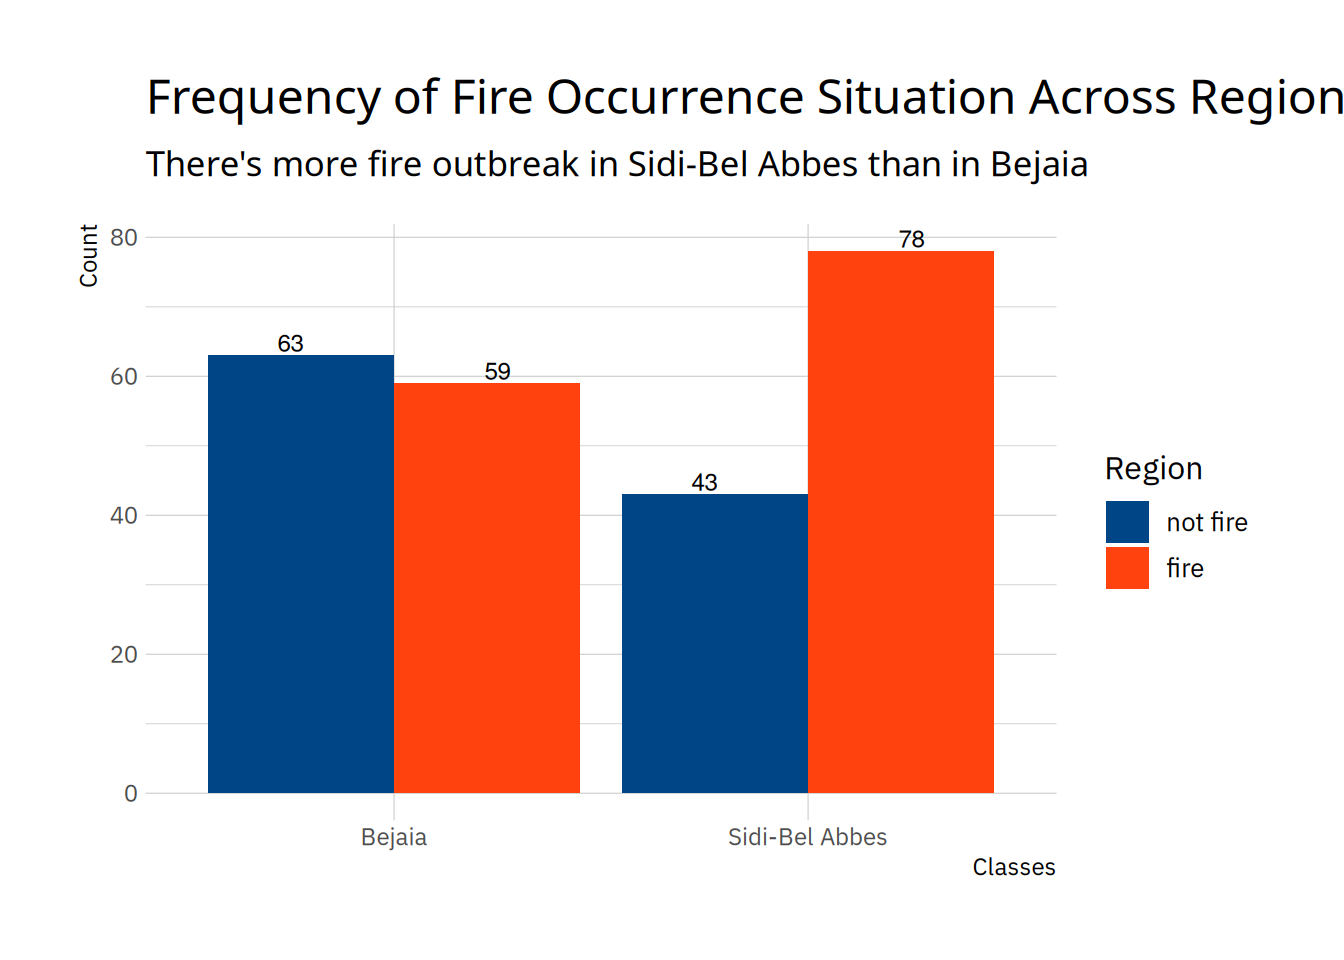 Frequency of Fire Occurrence Situation Across Region
There's more fire outbreak in Sidi-Bel Abbes than in Bejaia
Count
80
60
40
20
0
63
59
43
78
Bejaia
Sidi-Bel Abbes
Classes
Region
not fire
fire